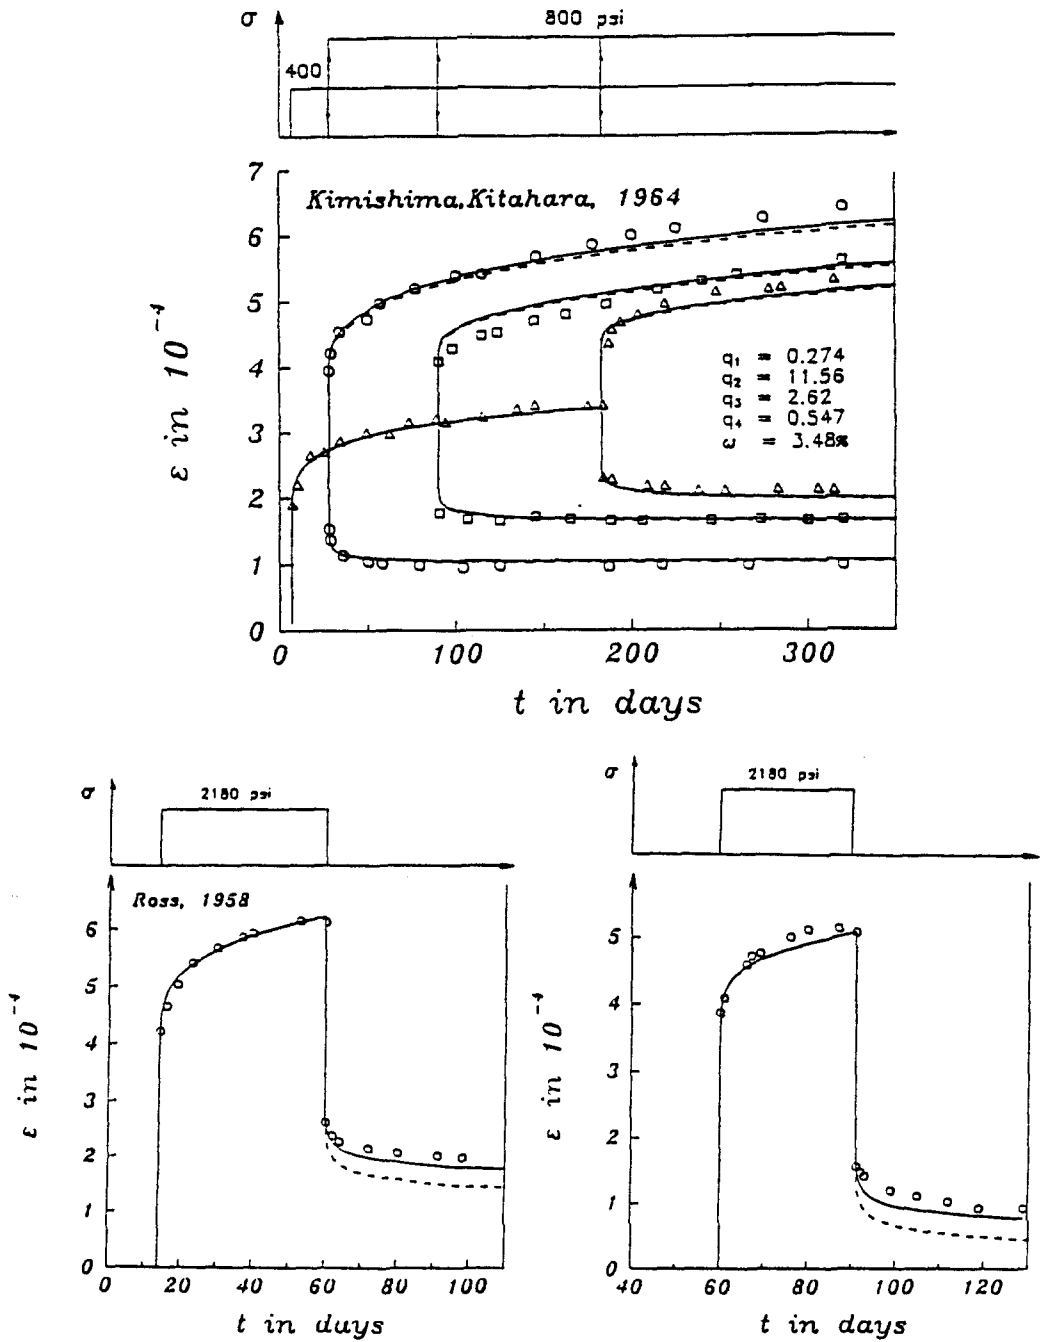 σ
800 psi
400
7
Kimishima,Kitahara, 1964
6
5
4
q₁ = 0.274
q₂ = 11.56
q₃ = 2.62
q₄ = 0.547
ω = 3.48%
3
2
1
0
ε in 10⁻⁴
0 100 200 300
t in days
σ
2180 psi
Ross, 1958
6
5
4
3
2
1
0
ε in 10⁻⁴
0 20 40 60 80 100
t in days
σ
2180 psi
5
4
3
2
1
0
ε in 10⁻⁴
40 60 80 100 120
t in days